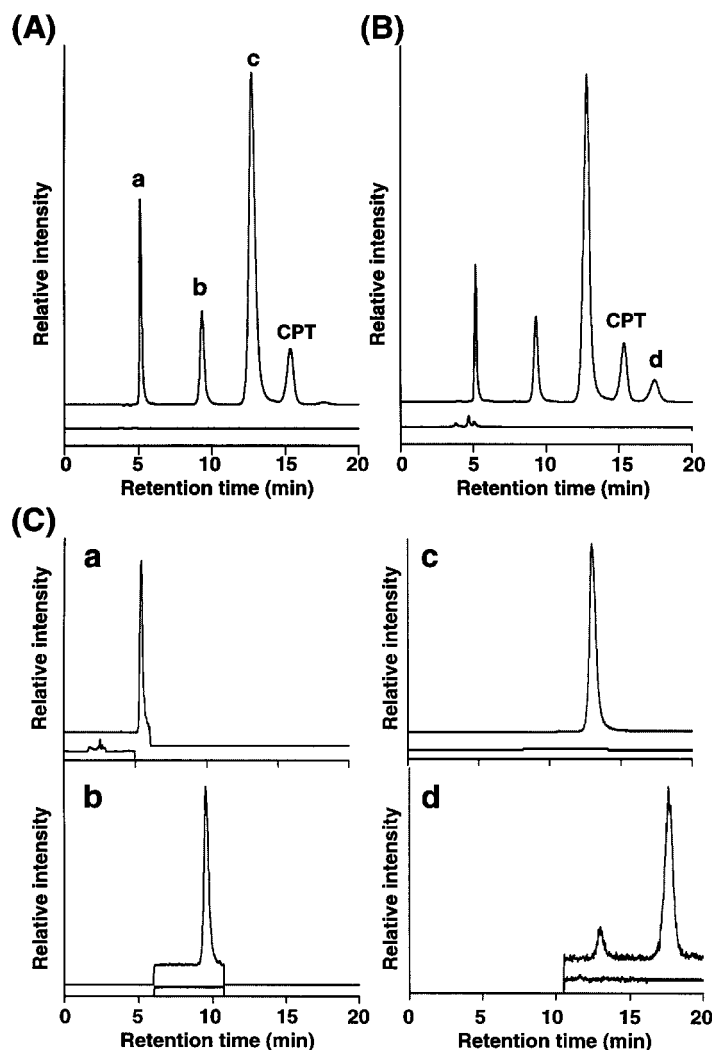 (A)
Relative intensity
a
b
c
CPT
0 5 10 15 20
Retention time (min)
(B)
Relative intensity
CPT
d
0 5 10 15 20
Retention time (min)
(C)
a
Relative intensity
c
Relative intensity
b
Relative intensity
0 5 10 15 20
Retention time (min)
d
Relative intensity
0 5 10 15 20
Retention time (min)